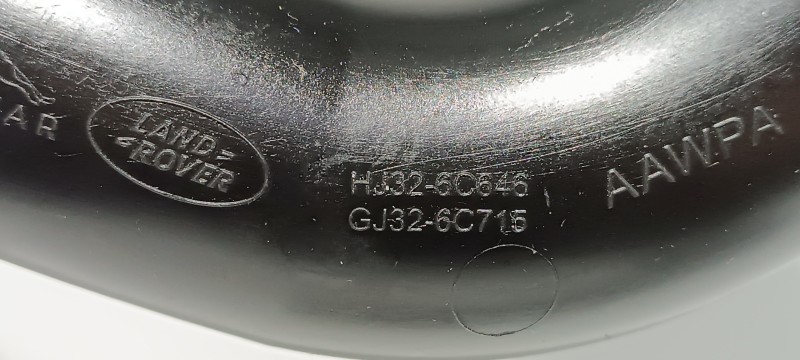 AR
LAND
ROVER
HJ32-6C646
GJ32-6C715
AAWPA